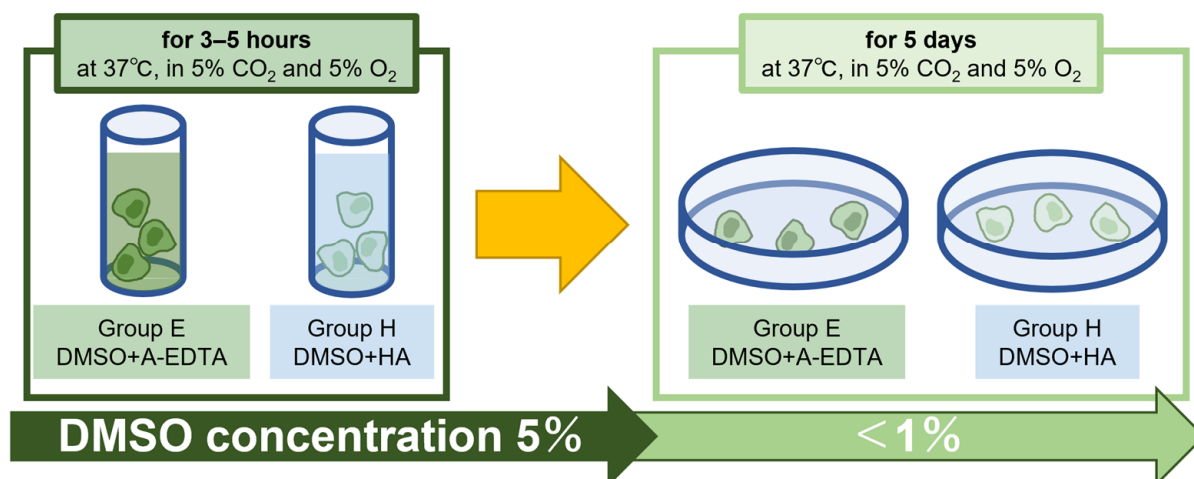 for 3–5 hours
at 37℃, in 5% CO₂ and 5% O₂
Group E
DMSO+A-EDTA
Group H
DMSO+HA
for 5 days
at 37℃, in 5% CO₂ and 5% O₂
Group E
DMSO+A-EDTA
Group H
DMSO+HA
DMSO concentration 5%
<1%